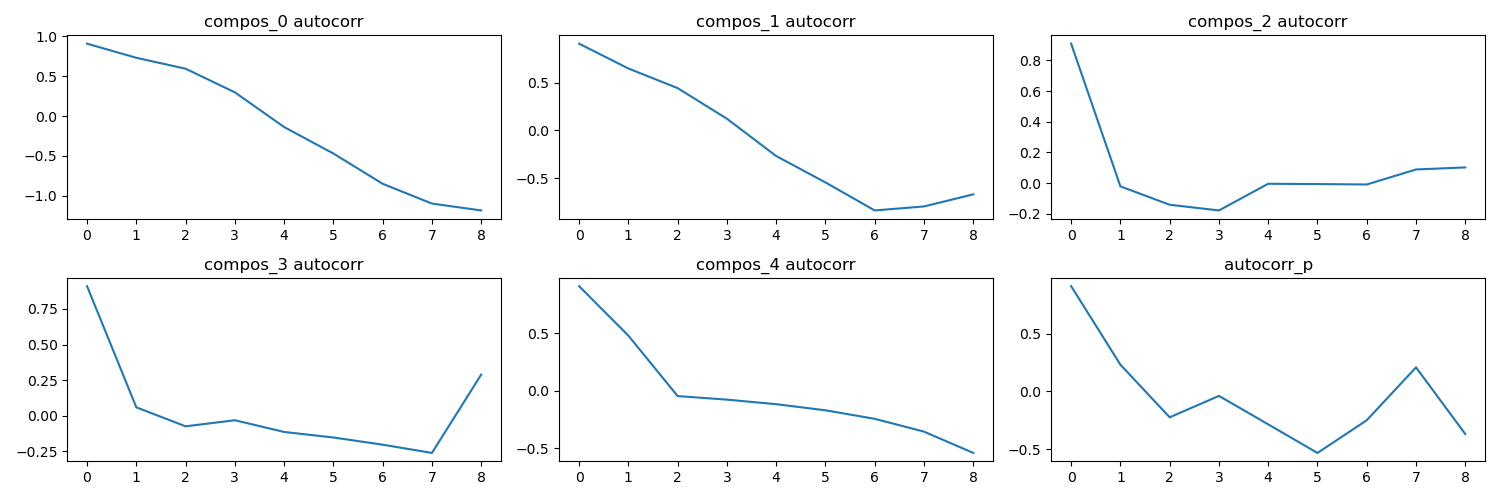 compos_0 autocorr
compos_1 autocorr
compos_2 autocorr
1.0
0.5
0.0
−0.5
−1.0
0 1 2 3 4 5 6 7 8
0.5
0.0
−0.5
0 1 2 3 4 5 6 7 8
0.8
0.6
0.4
0.2
0.0
−0.2
0 1 2 3 4 5 6 7 8
compos_3 autocorr
compos_4 autocorr
autocorr_p
0.75
0.50
0.25
0.00
−0.25
0 1 2 3 4 5 6 7 8
0.5
0.0
−0.5
0 1 2 3 4 5 6 7 8
0.5
0.0
−0.5
0 1 2 3 4 5 6 7 8